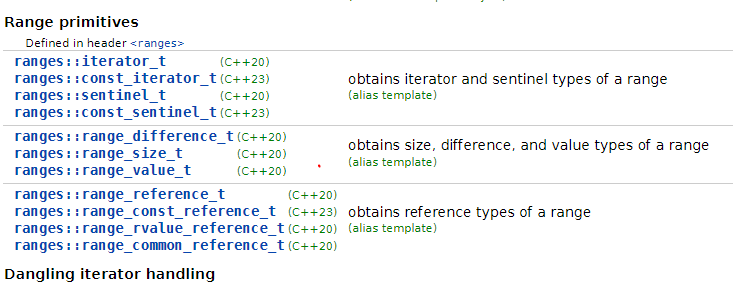 Range primitives
Defined in header <ranges>
ranges::iterator_t (C++20)
ranges::const_iterator_t (C++23)
ranges::sentinel_t (C++20)
ranges::const_sentinel_t (C++23)
obtains iterator and sentinel types of a range
(alias template)
ranges::range_difference_t (C++20)
ranges::range_size_t (C++20)
ranges::range_value_t (C++20)
obtains size, difference, and value types of a range
(alias template)
ranges::range_reference_t (C++20)
ranges::range_const_reference_t (C++23)
ranges::range_rvalue_reference_t (C++20)
ranges::range_common_reference_t (C++20)
obtains reference types of a range
(alias template)
Dangling iterator handling